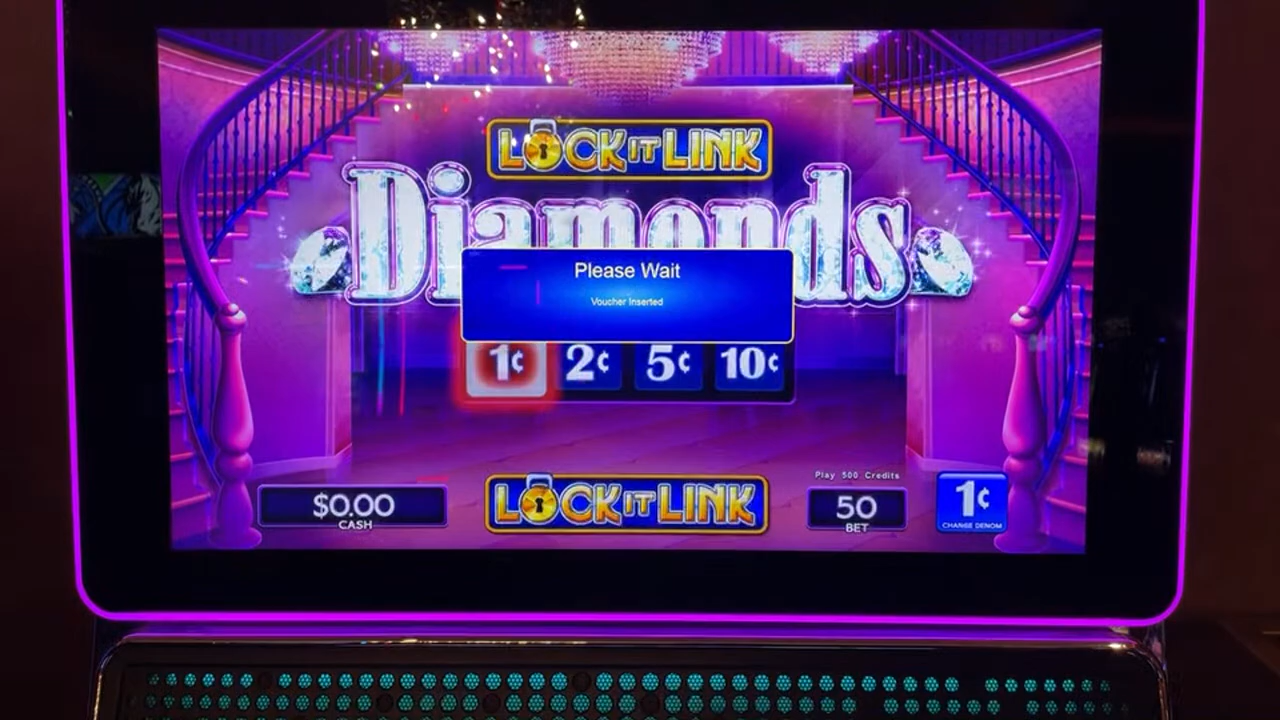 LOCK IT LINK
Diamonds
Please Wait
Voucher Inserted
1¢ 2¢ 5¢ 10¢
Play 500 Credits
$0.00
CASH
LOCK IT LINK
50
BET
1¢
CHANGE DENOM